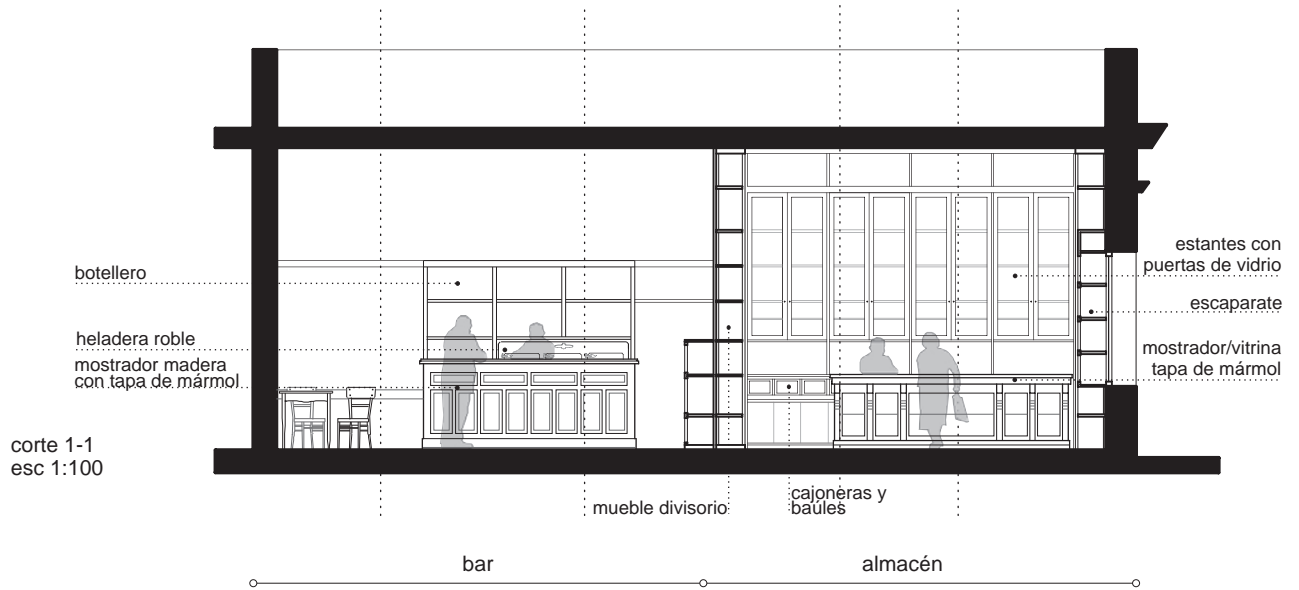 botellero
heladera roble
mostrador madera
con tapa de mármol
corte 1-1
esc 1:100
estantes con
puertas de vidrio
escaparate
mostrador/vitrina
tapa de mármol
mueble divisorio
cajoneras y
baúles
bar
almacén